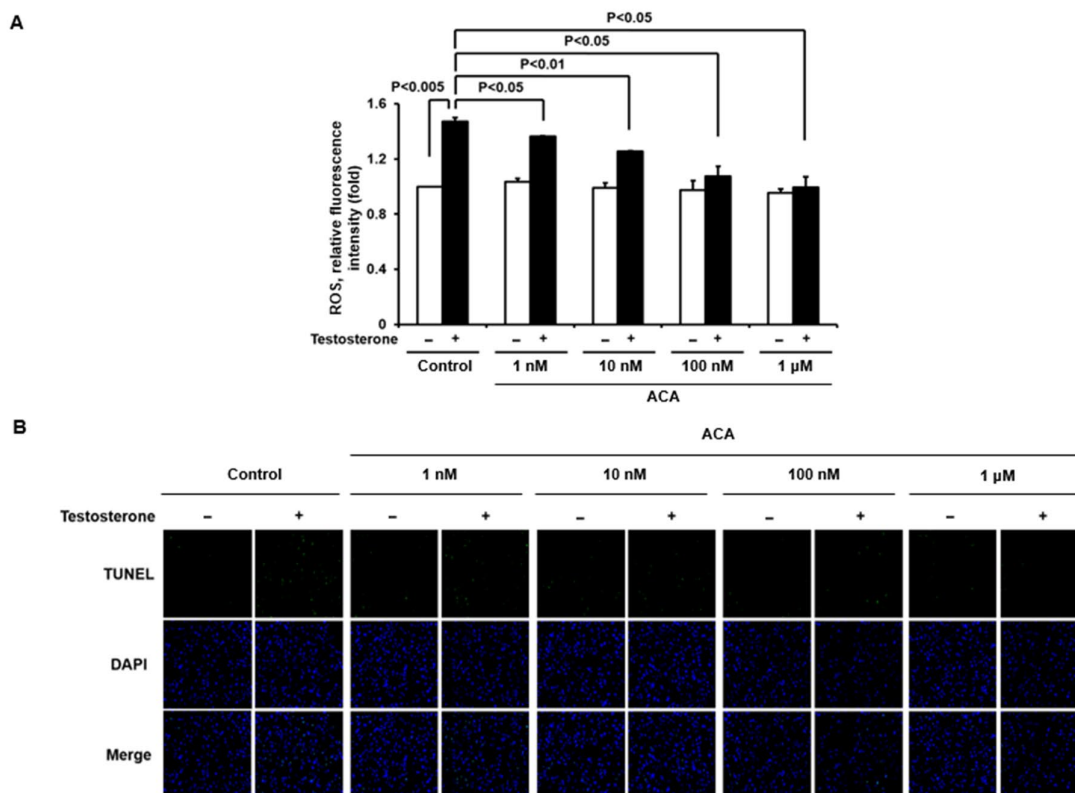 A
P<0.05
P<0.05
P<0.01
P<0.005
P<0.05
ROS, relative fluorescence
intensity (fold)
1.6
1.2
0.8
0.4
0
Testosterone – + – + – + – + – +
Control 1 nM 10 nM 100 nM 1 µM
ACA
B
ACA
Control 1 nM 10 nM 100 nM 1 µM
Testosterone – + – + – + – + – +
TUNEL
DAPI
Merge